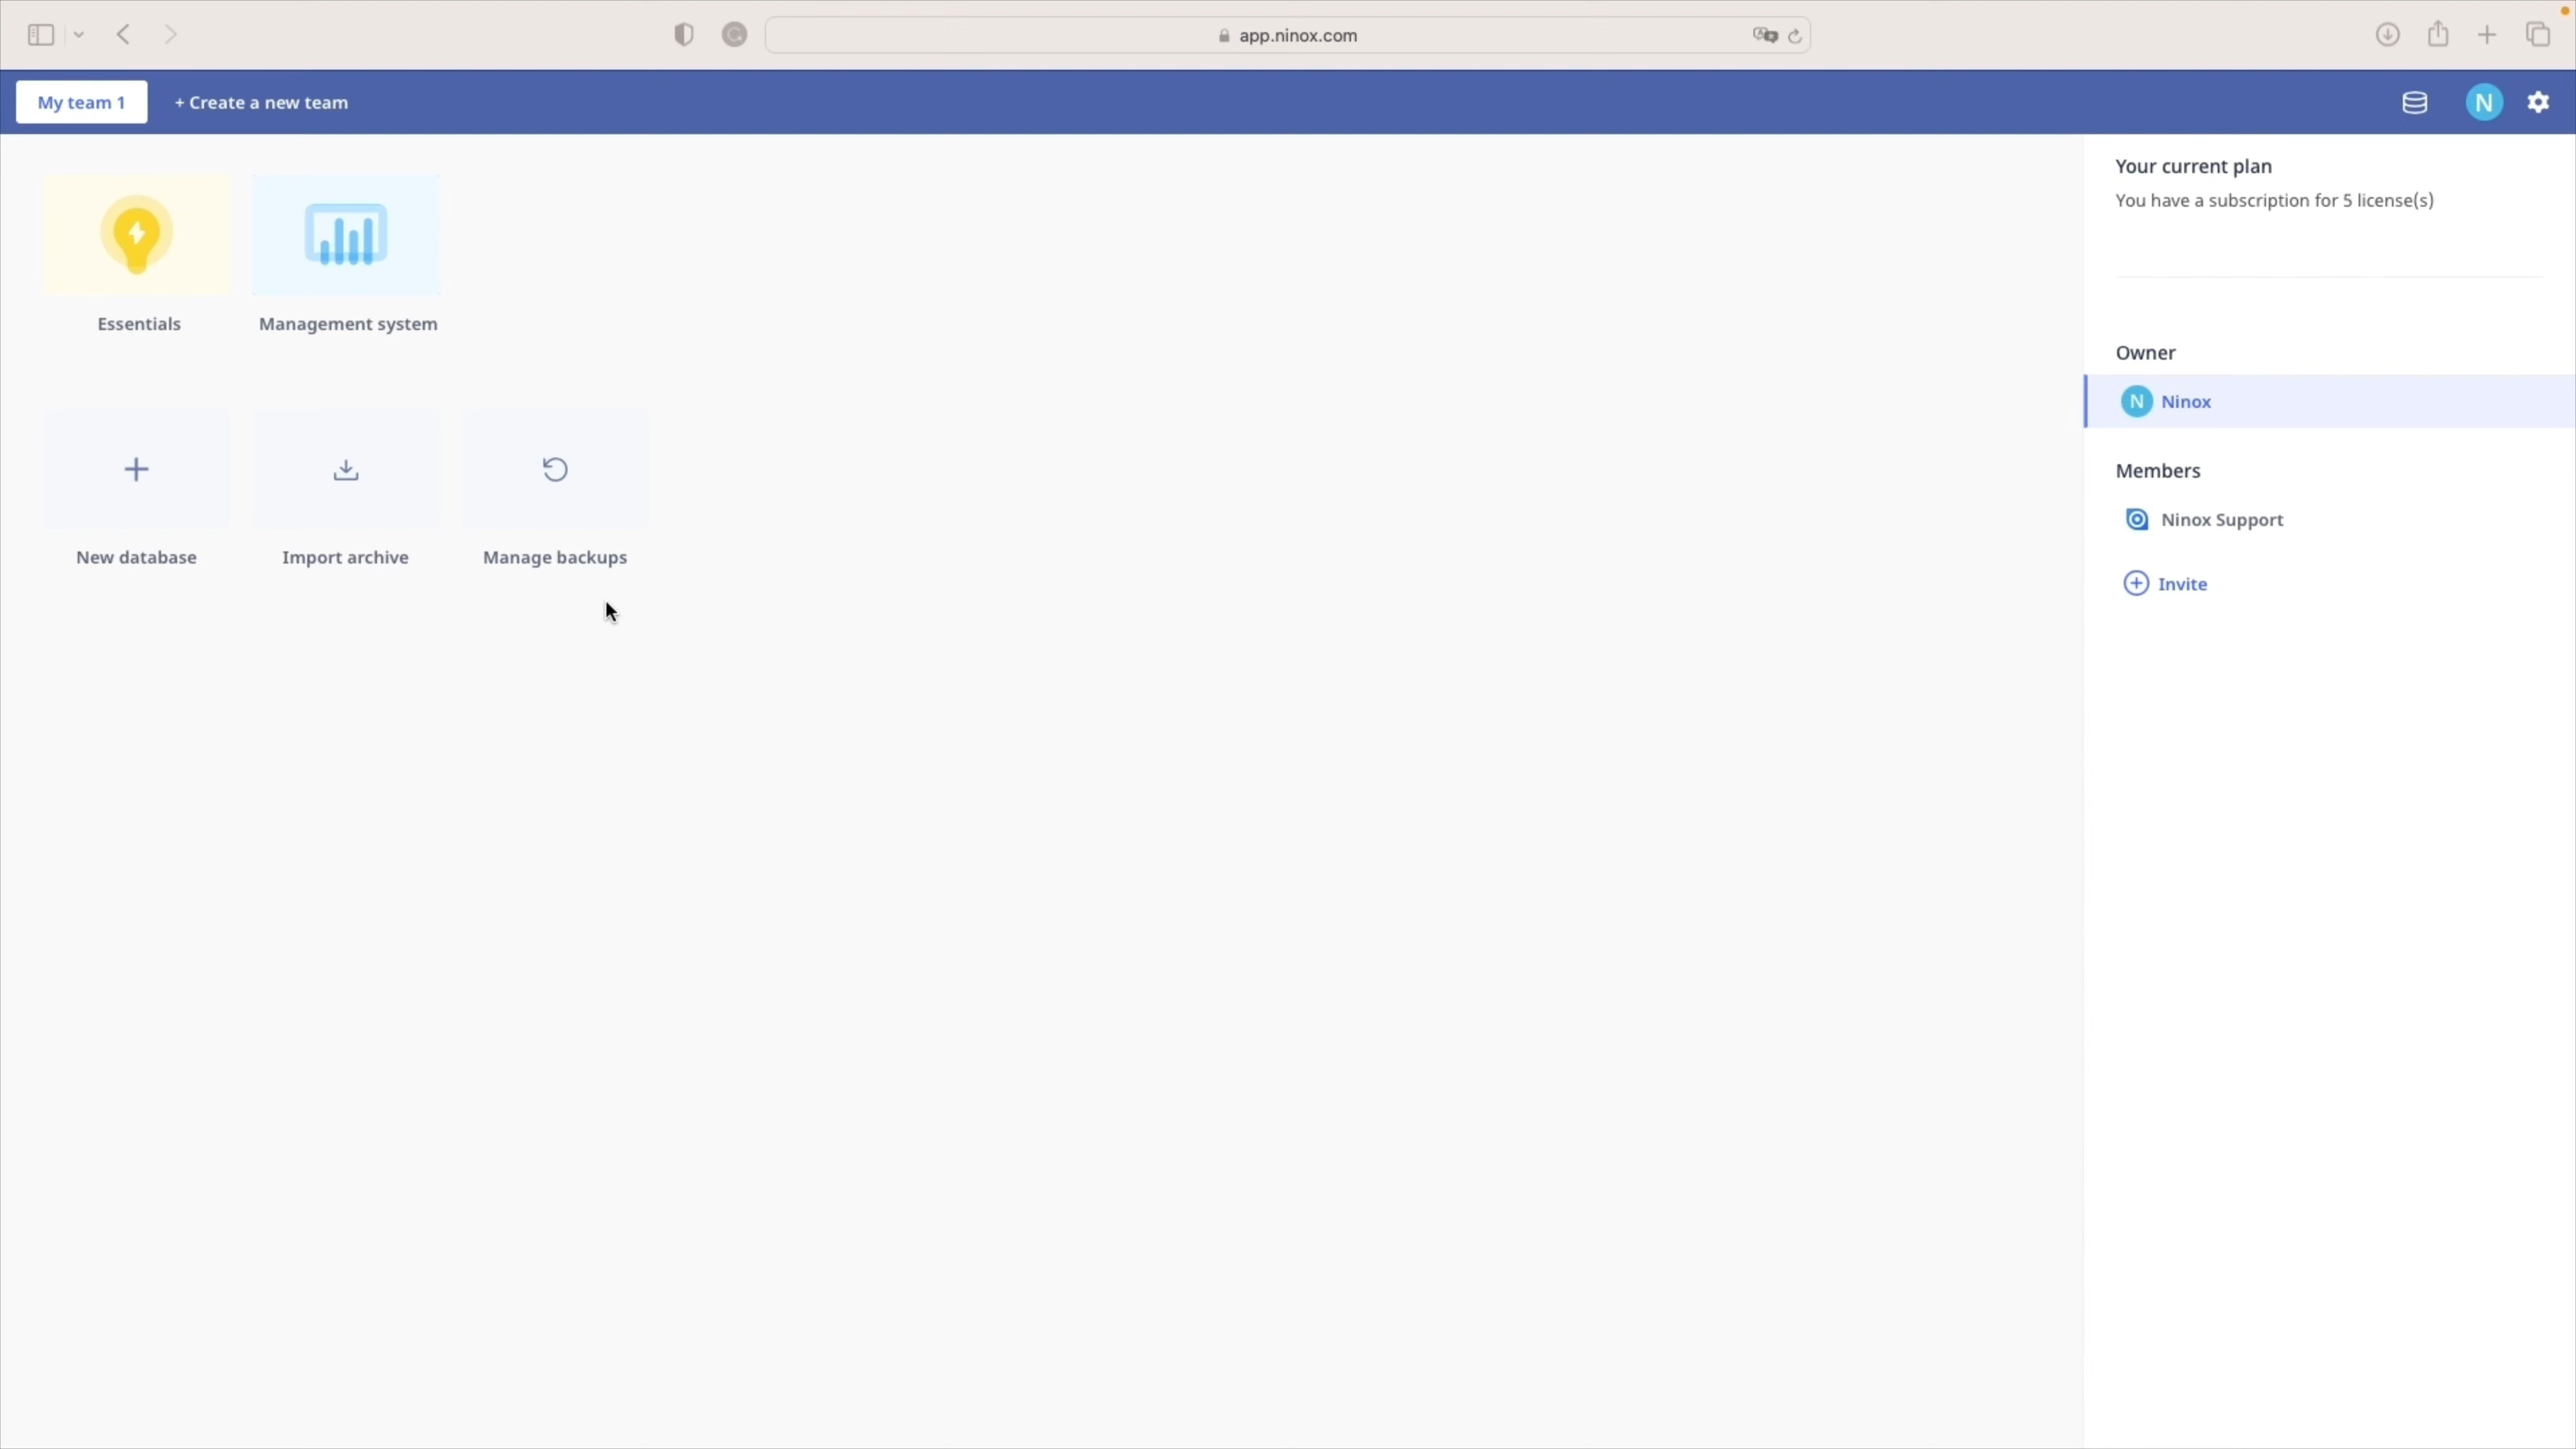 app.ninox.com
My team 1
+ Create a new team
N
Your current plan
You have a subscription for 5 license(s)
Essentials
Management system
Owner
N Ninox
Members
Ninox Support
New database
Import archive
Manage backups
Invite